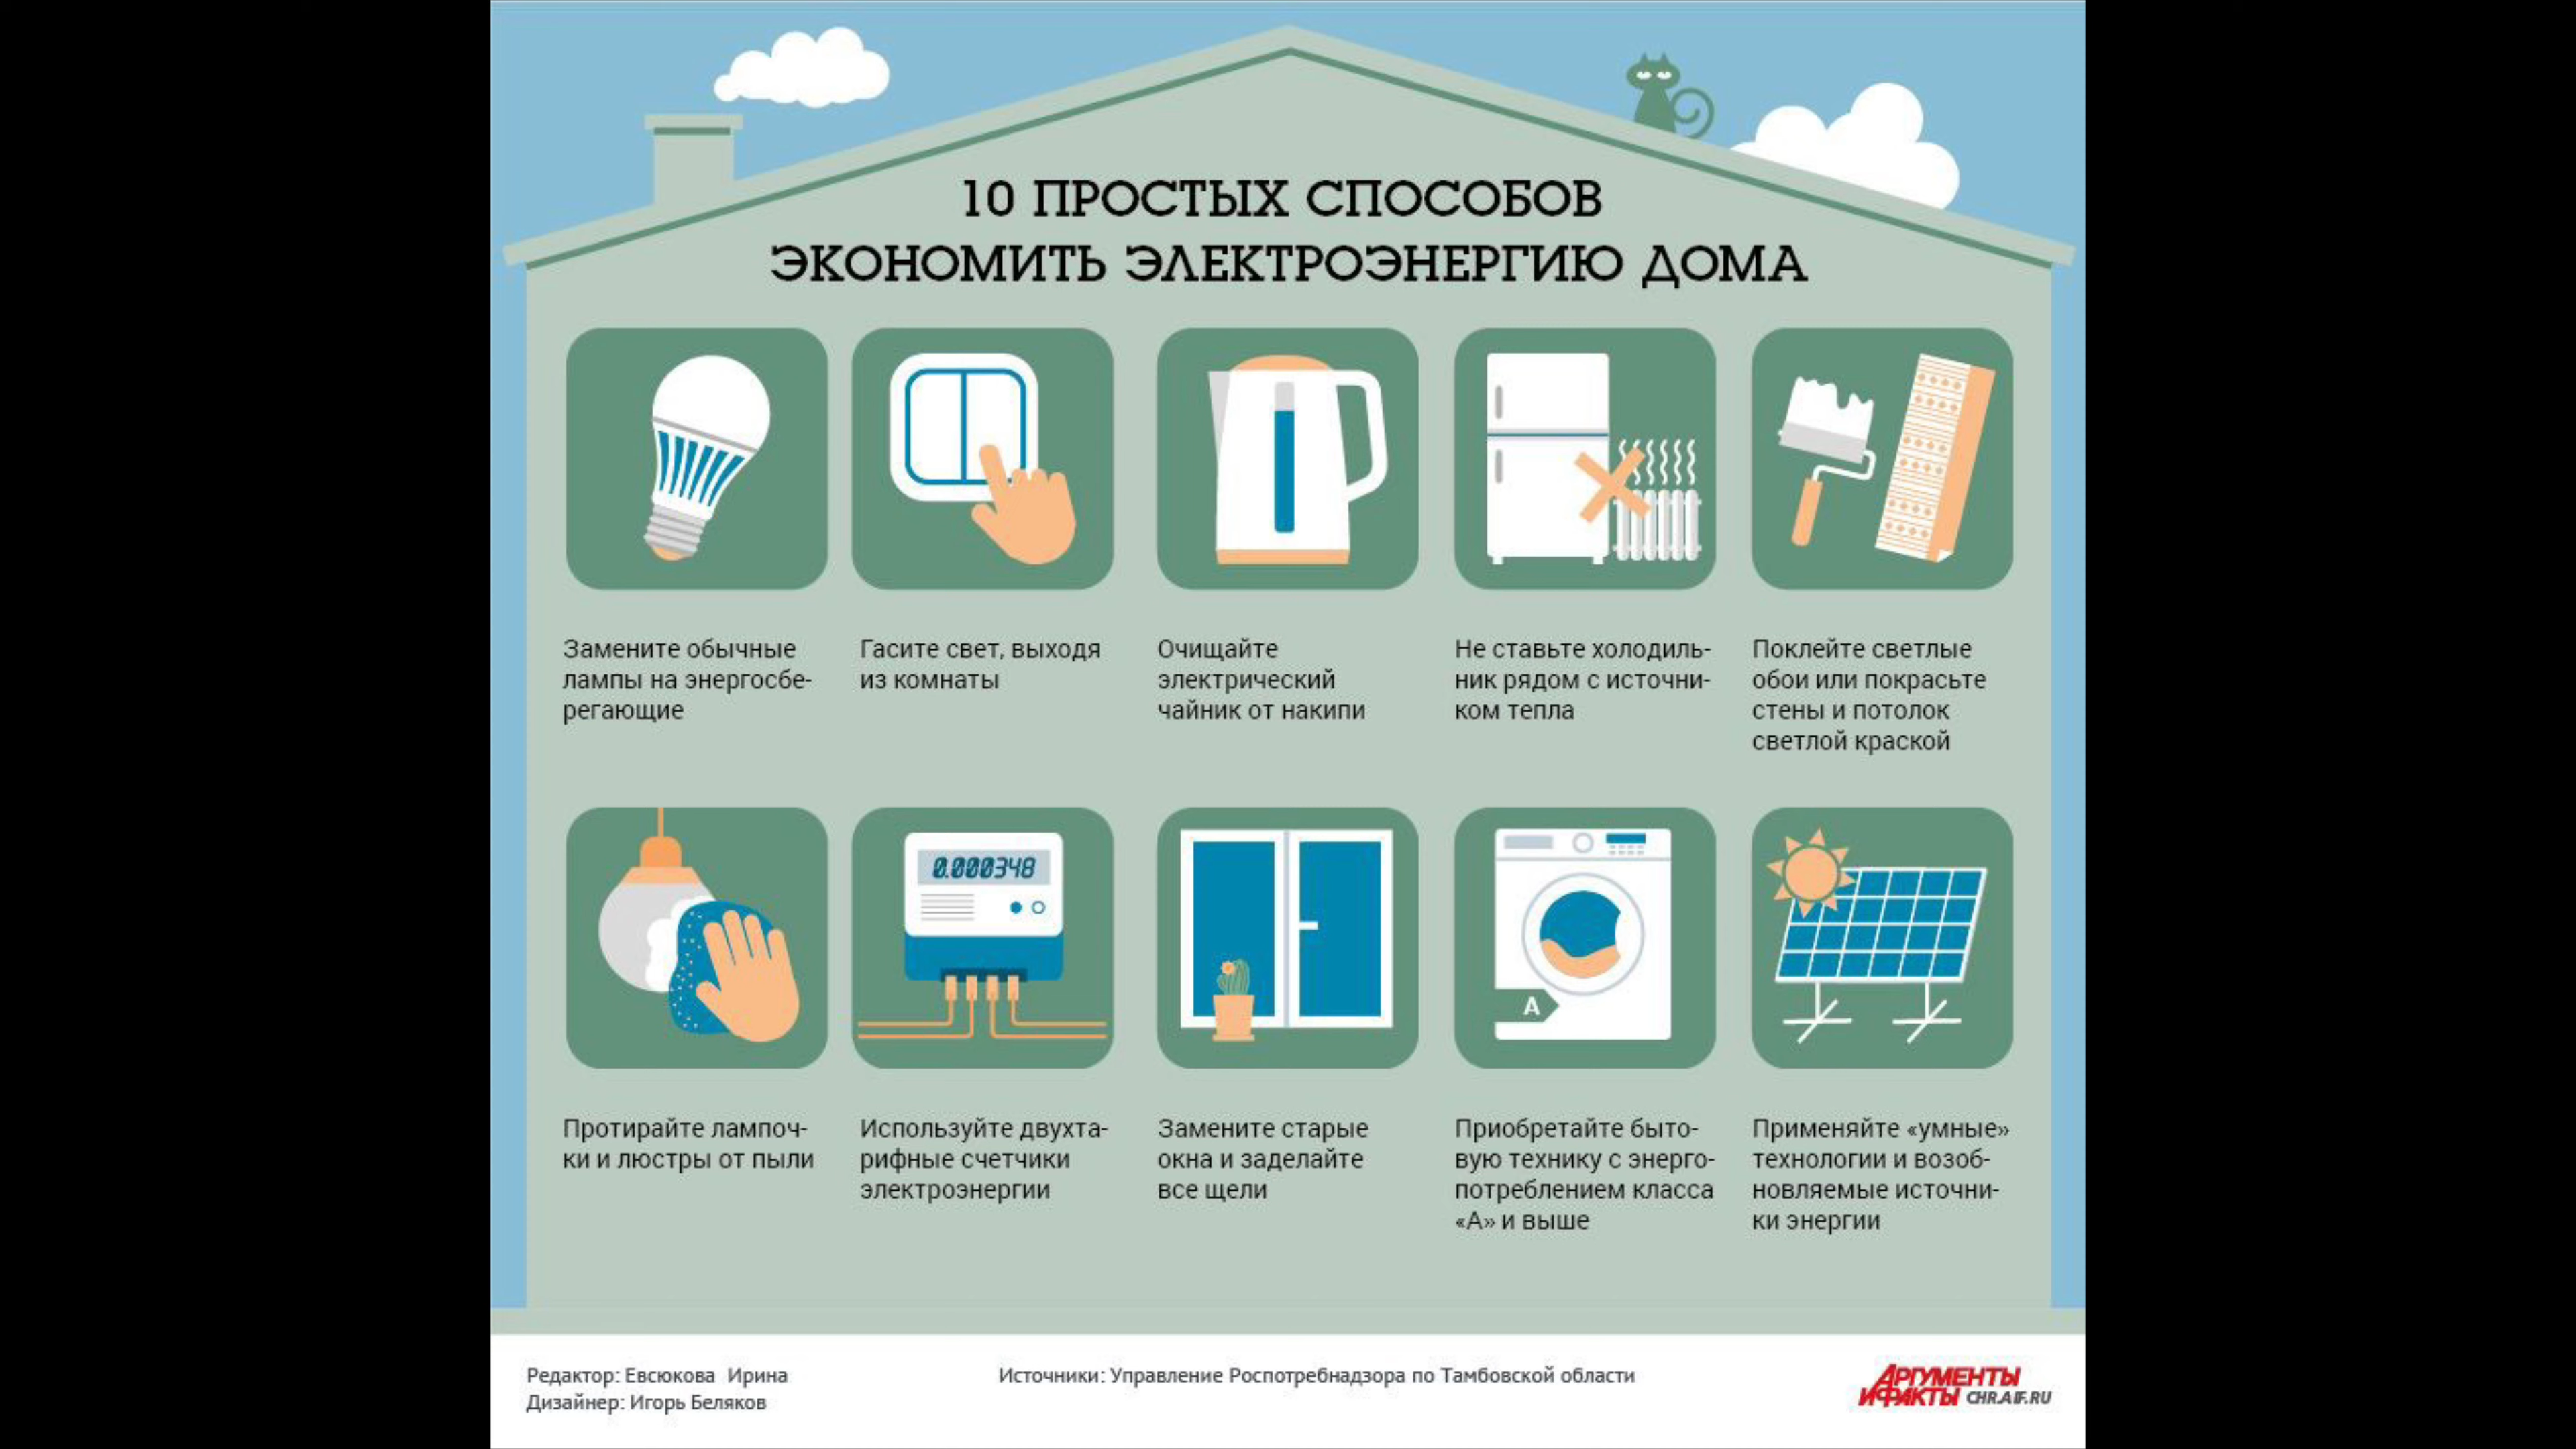 10 ПРОСТЫХ СПОСОБОВ
ЭКОНОМИТЬ ЭЛЕКТРОЭНЕРГИЮ ДОМА
Замените обычные
лампы на энергосбе-
регающие
Гасите свет, выходя
из комнаты
Очищайте
электрический
чайник от накипи
Не ставьте холодиль-
ник рядом с источни-
ком тепла
Поклейте светлые
обои или покрасьте
стены и потолок
светлой краской
0.000348
A
Протирайте лампоч-
ки и люстры от пыли
Используйте двухта-
рифные счетчики
электроэнергии
Замените старые
окна и заделайте
все щели
Приобретайте быто-
вую технику с энерго-
потреблением класса
«А» и выше
Применяйте «умные»
технологии и возоб-
новляемые источни-
ки энергии
Редактор: Евсюкова Ирина
Дизайнер: Игорь Беляков
Источники: Управление Роспотребнадзора по Тамбовской области
АРГУМЕНТЫ
И ФАКТЫ CHR.AIF.RU